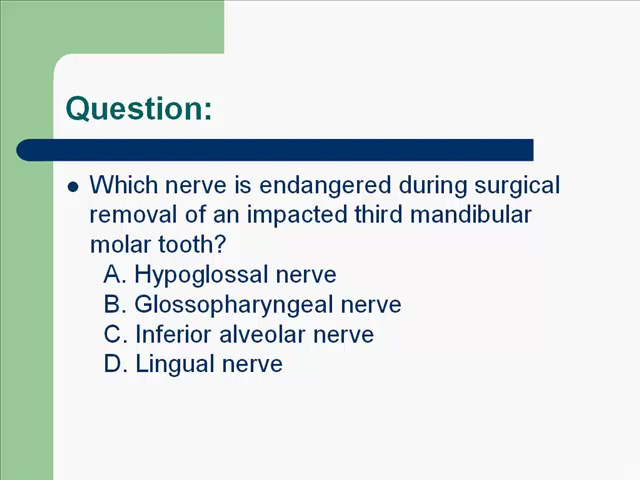 Question:
Which nerve is endangered during surgical
removal of an impacted third mandibular
molar tooth?
A. Hypoglossal nerve
B. Glossopharyngeal nerve
C. Inferior alveolar nerve
D. Lingual nerve